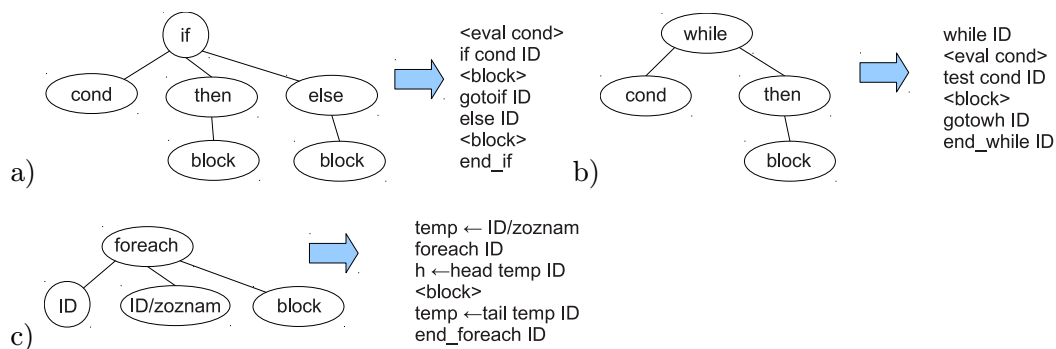 if
cond then else
block block
a)
<eval cond>
if cond ID
<block>
gotoif ID
else ID
<block>
end_if
while
cond then
block
b)
while ID
<eval cond>
test cond ID
<block>
gotowh ID
end_while ID
foreach
ID ID/zoznam block
c)
temp ← ID/zoznam
foreach ID
h ←head temp ID
<block>
temp ←tail temp ID
end_foreach ID